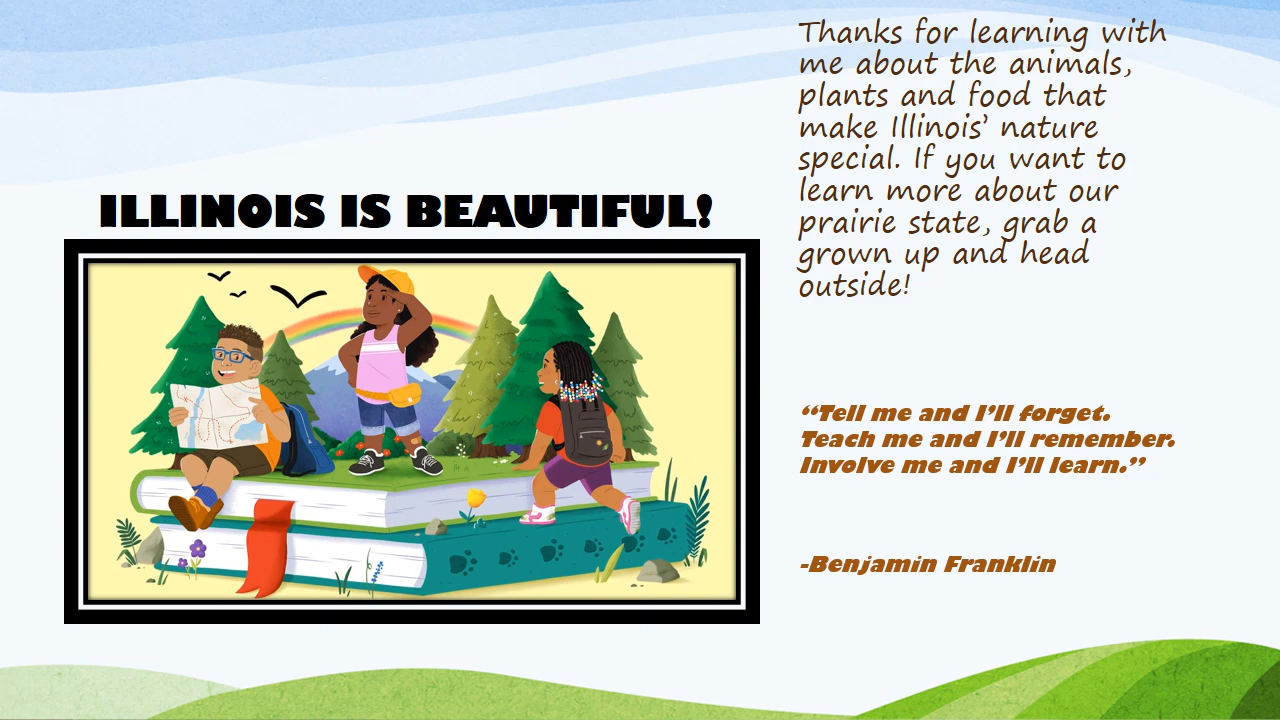 ILLINOIS IS BEAUTIFUL!
Thanks for learning with
me about the animals,
plants and food that
make Illinois’ nature
special. If you want to
learn more about our
prairie state, grab a
grown up and head
outside!
“Tell me and I’ll forget.
Teach me and I’ll remember.
Involve me and I’ll learn.”
-Benjamin Franklin